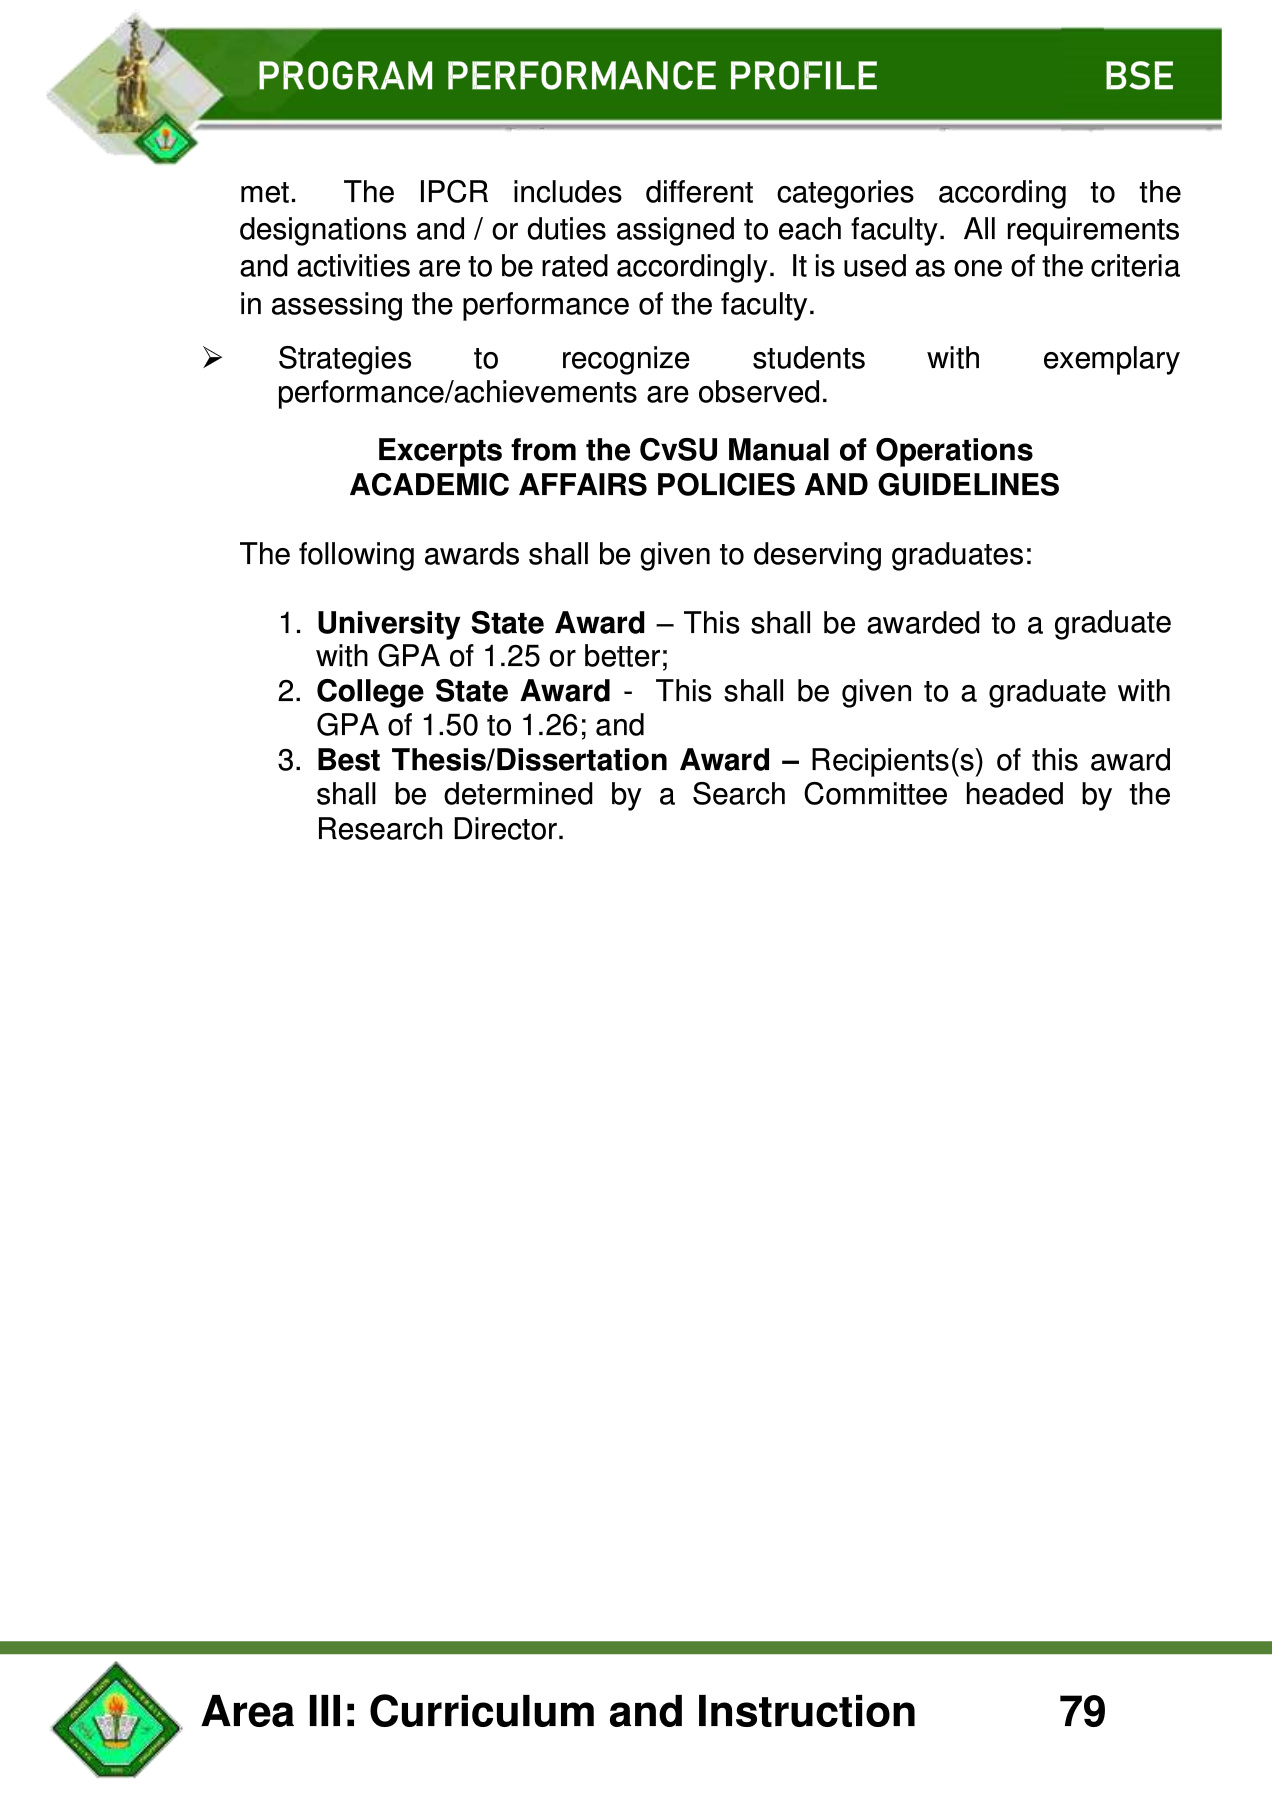 PROGRAM PERFORMANCE PROFILE BSE
met. The IPCR includes different categories according to the
designations and / or duties assigned to each faculty. All requirements
and activities are to be rated accordingly. It is used as one of the criteria
in assessing the performance of the faculty.
➢ Strategies to recognize students with exemplary
performance/achievements are observed.
Excerpts from the CvSU Manual of Operations
ACADEMIC AFFAIRS POLICIES AND GUIDELINES
The following awards shall be given to deserving graduates:
1. University State Award – This shall be awarded to a graduate
with GPA of 1.25 or better;
2. College State Award - This shall be given to a graduate with
GPA of 1.50 to 1.26; and
3. Best Thesis/Dissertation Award – Recipients(s) of this award
shall be determined by a Search Committee headed by the
Research Director.
Area III: Curriculum and Instruction 79